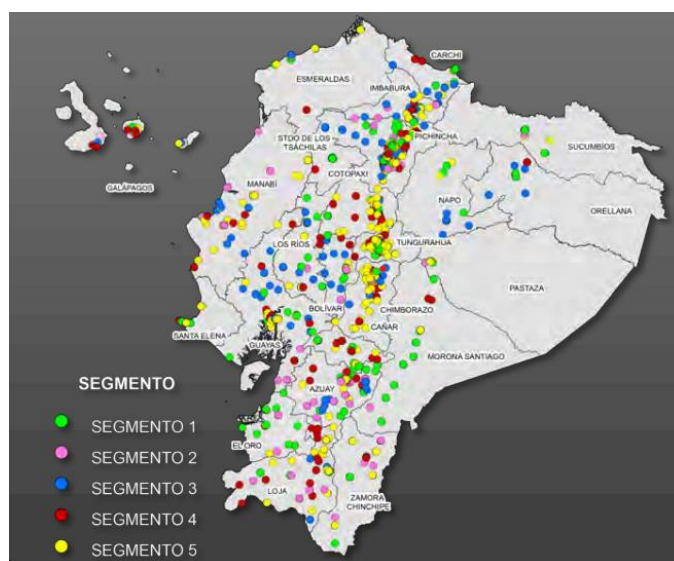 CARCHI
ESMERALDAS
IMBABURA
PICHINCHA
STDO DE LOS
TSÁCHILAS
SUCUMBÍOS
COTOPAXI
MANABÍ
GALÁPAGOS
NAPO
ORELLANA
LOS RÍOS
TUNGURAHUA
PASTAZA
BOLÍVAR
CHIMBORAZO
SANTA ELENA
CAÑAR
GUAYAS
MORONA SANTIAGO
SEGMENTO
AZUAY
SEGMENTO 1
SEGMENTO 2
EL ORO
SEGMENTO 3
LOJA
ZAMORA
CHINCHIPE
SEGMENTO 4
SEGMENTO 5